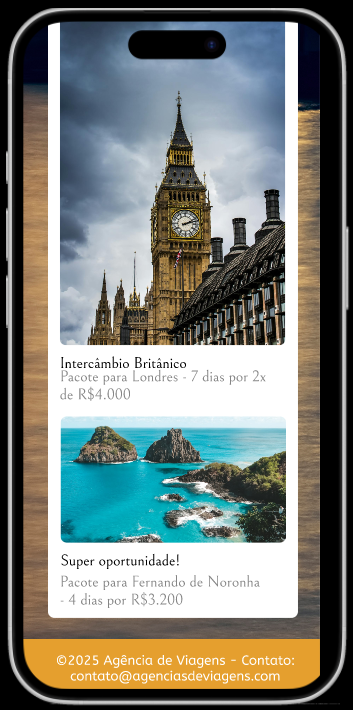 Intercâmbio Britânico
Pacote para Londres - 7 dias por 2x
de R$4.000
Super oportunidade!
Pacote para Fernando de Noronha
- 4 dias por R$3.200
©2025 Agência de Viagens - Contato:
contato@agenciasdeviagens.com